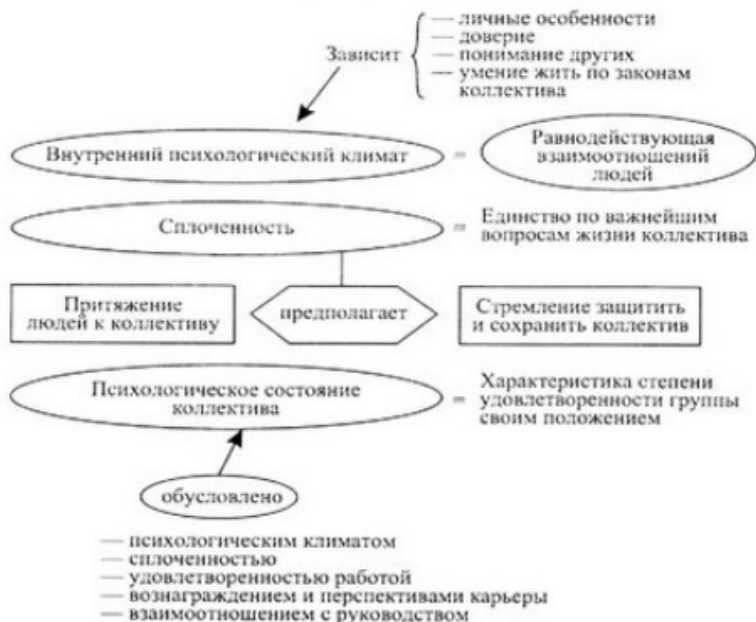 Зависит
— личные особенности
— доверие
— понимание других
— умение жить по законам
коллектива
Внутренний психологический климат
=
Равнодействующая
взаимоотношений
людей
Сплоченность
=
Единство по важнейшим
вопросам жизни коллектива
Притяжение
людей к коллективу
предполагает
Стремление защитить
и сохранить коллектив
Психологическое состояние
коллектива
=
Характеристика степени
удовлетворенности группы
своим положением
обусловлено
— психологическим климатом
— сплоченностью
— удовлетворенностью работой
— вознаграждением и перспективами карьеры
— взаимоотношением с руководством